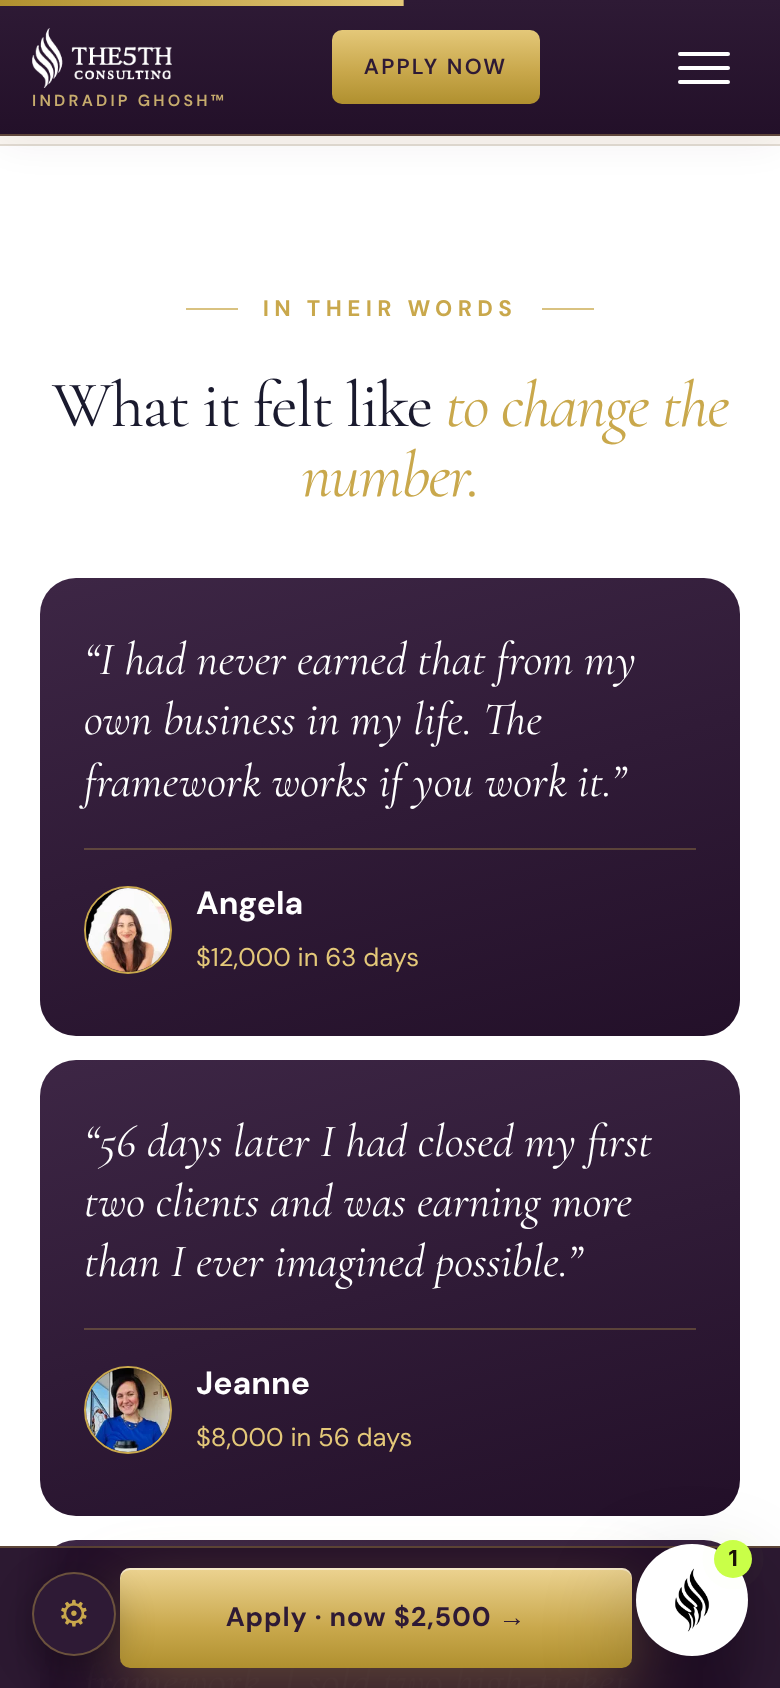 THE5TH
CONSULTING
INDRADIP GHOSH™
APPLY NOW
IN THEIR WORDS
What it felt like to change the
number.
“I had never earned that from my
own business in my life. The
framework works if you work it.”
Angela
$12,000 in 63 days
“56 days later I had closed my first
two clients and was earning more
than I ever imagined possible.”
Jeanne
$8,000 in 56 days
Apply · now $2,500 →
1